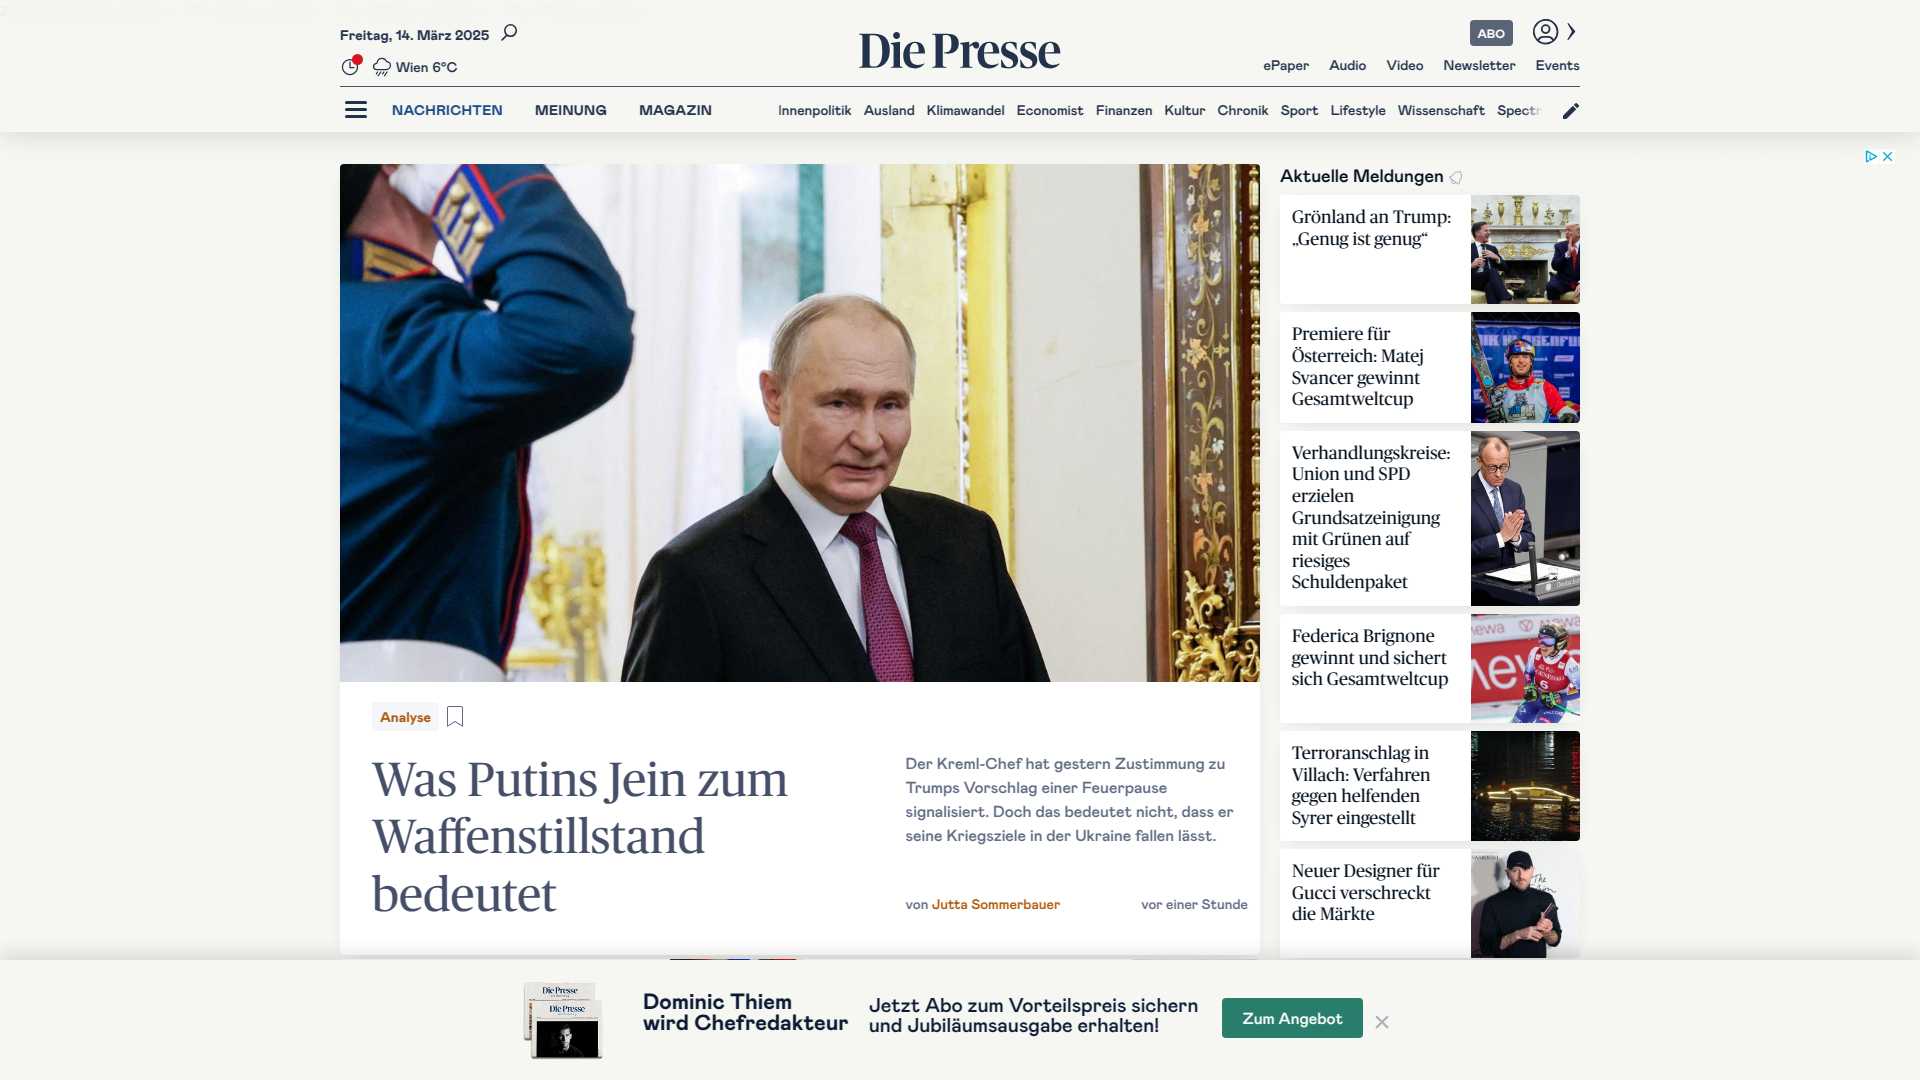 Freitag, 14. März 2025
Die Presse
ABO
Wien 6°C
ePaper Audio Video Newsletter Events
NACHRICHTEN MEINUNG MAGAZIN
Innenpolitik Ausland Klimawandel Economist Finanzen Kultur Chronik Sport Lifestyle Wissenschaft Spectr
Analyse
Was Putins Jein zum
Waffenstillstand
bedeutet
Der Kreml-Chef hat gestern Zustimmung zu
Trumps Vorschlag einer Feuerpause
signalisiert. Doch das bedeutet nicht, dass er
seine Kriegsziele in der Ukraine fallen lässt.
von Jutta Sommerbauer
vor einer Stunde
Aktuelle Meldungen
Grönland an Trump:
„Genug ist genug“
Premiere für
Österreich: Matej
Svancer gewinnt
Gesamtweltcup
Verhandlungskreise:
Union und SPD
erzielen
Grundsatzeinigung
mit Grünen auf
riesiges
Schuldenpaket
Federica Brignone
gewinnt und sichert
sich Gesamtweltcup
6
Terroranschlag in
Villach: Verfahren
gegen helfenden
Syrer eingestellt
Neuer Designer für
Gucci verschreckt
die Märkte
The
Die Presse
Die Presse
Dominic Thiem
wird Chefredakteur
Jetzt Abo zum Vorteilspreis sichern
und Jubiläumsausgabe erhalten!
Zum Angebot